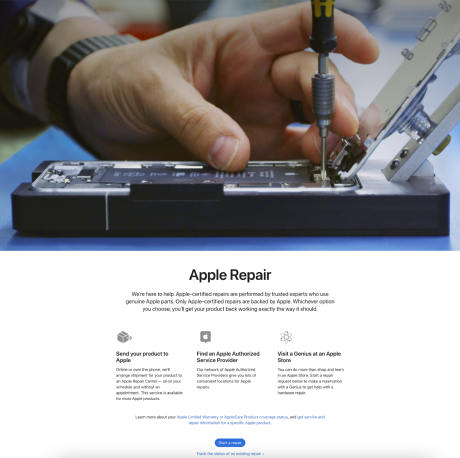 Apple Repair
We're here to help. Apple-certified repairs are performed by trusted experts who use
genuine Apple parts. Only Apple-certified repairs are backed by Apple. Whichever option
you choose, you'll get your product back working exactly the way it should.
Send your product to
Apple
Online or over the phone, we'll
arrange shipment for your product to
an Apple Repair Center — all on your
schedule and without an
appointment. This service is available
for most Apple products.
Find an Apple Authorized
Service Provider
Our network of Apple Authorized
Service Providers give you lots of
convenient locations for Apple
repairs.
Visit a Genius at an Apple
Store
You can do more than shop and learn
in an Apple Store. Start a repair
request below to make a reservation
with a Genius to get help with a
hardware repair.
Learn more about your Apple Limited Warranty or AppleCare Product coverage status, and get service and
repair information for a specific Apple product.
Start a repair
Track the status of an existing repair >